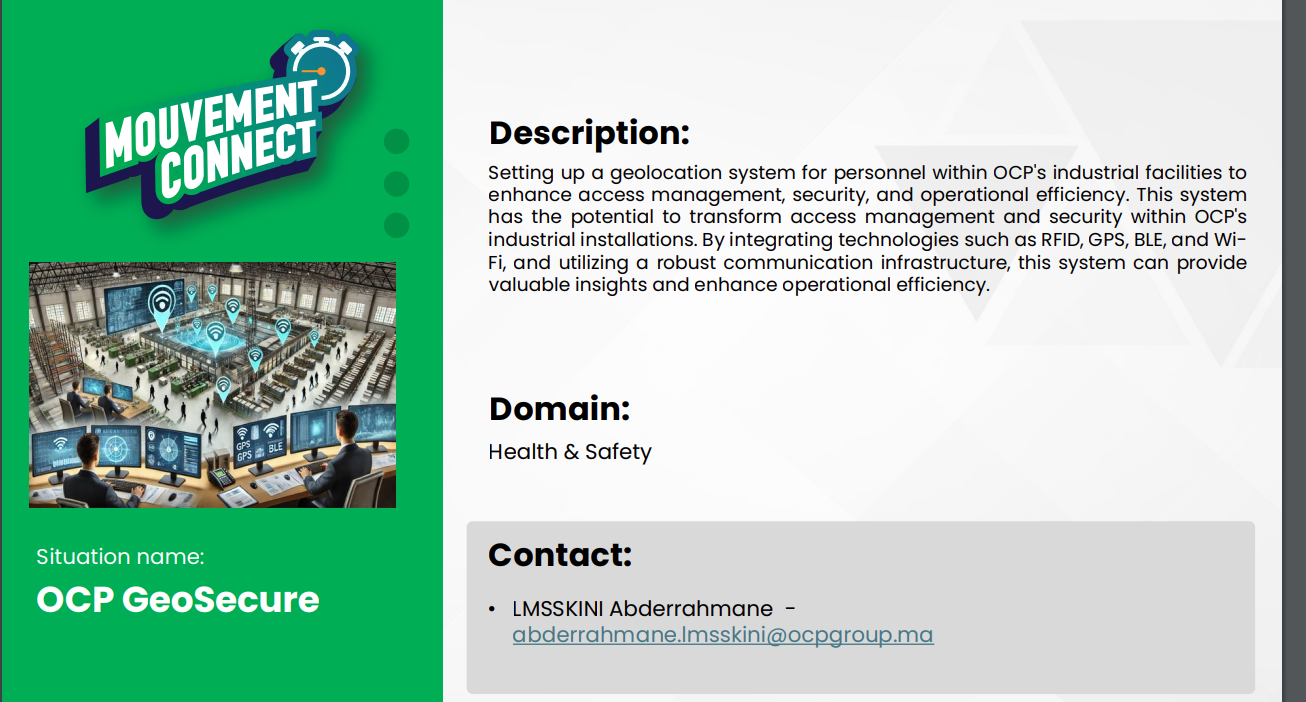 MOUVEMENT
CONNECT
GPS
GPS
BLE
Situation name:
OCP GeoSecure
Description:
Setting up a geolocation system for personnel within OCP's industrial facilities to
enhance access management, security, and operational efficiency. This system
has the potential to transform access management and security within OCP's
industrial installations. By integrating technologies such as RFID, GPS, BLE, and Wi-
Fi, and utilizing a robust communication infrastructure, this system can provide
valuable insights and enhance operational efficiency.
Domain:
Health & Safety
Contact:
• LMSSKINI Abderrahmane -
abderrahmane.lmsskini@ocpgroup.ma